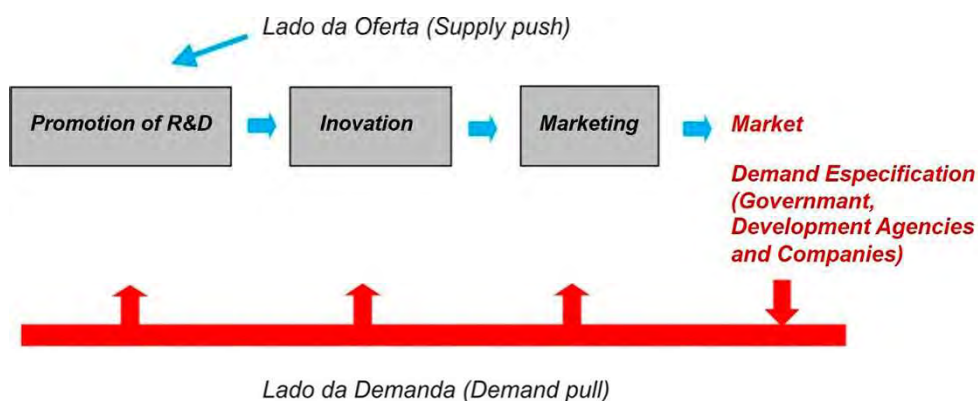 Lado da Oferta (Supply push)
Promotion of R&D
Inovation
Marketing
Market
Demand Especification
(Governmant,
Development Agencies
and Companies)
Lado da Demanda (Demand pull)